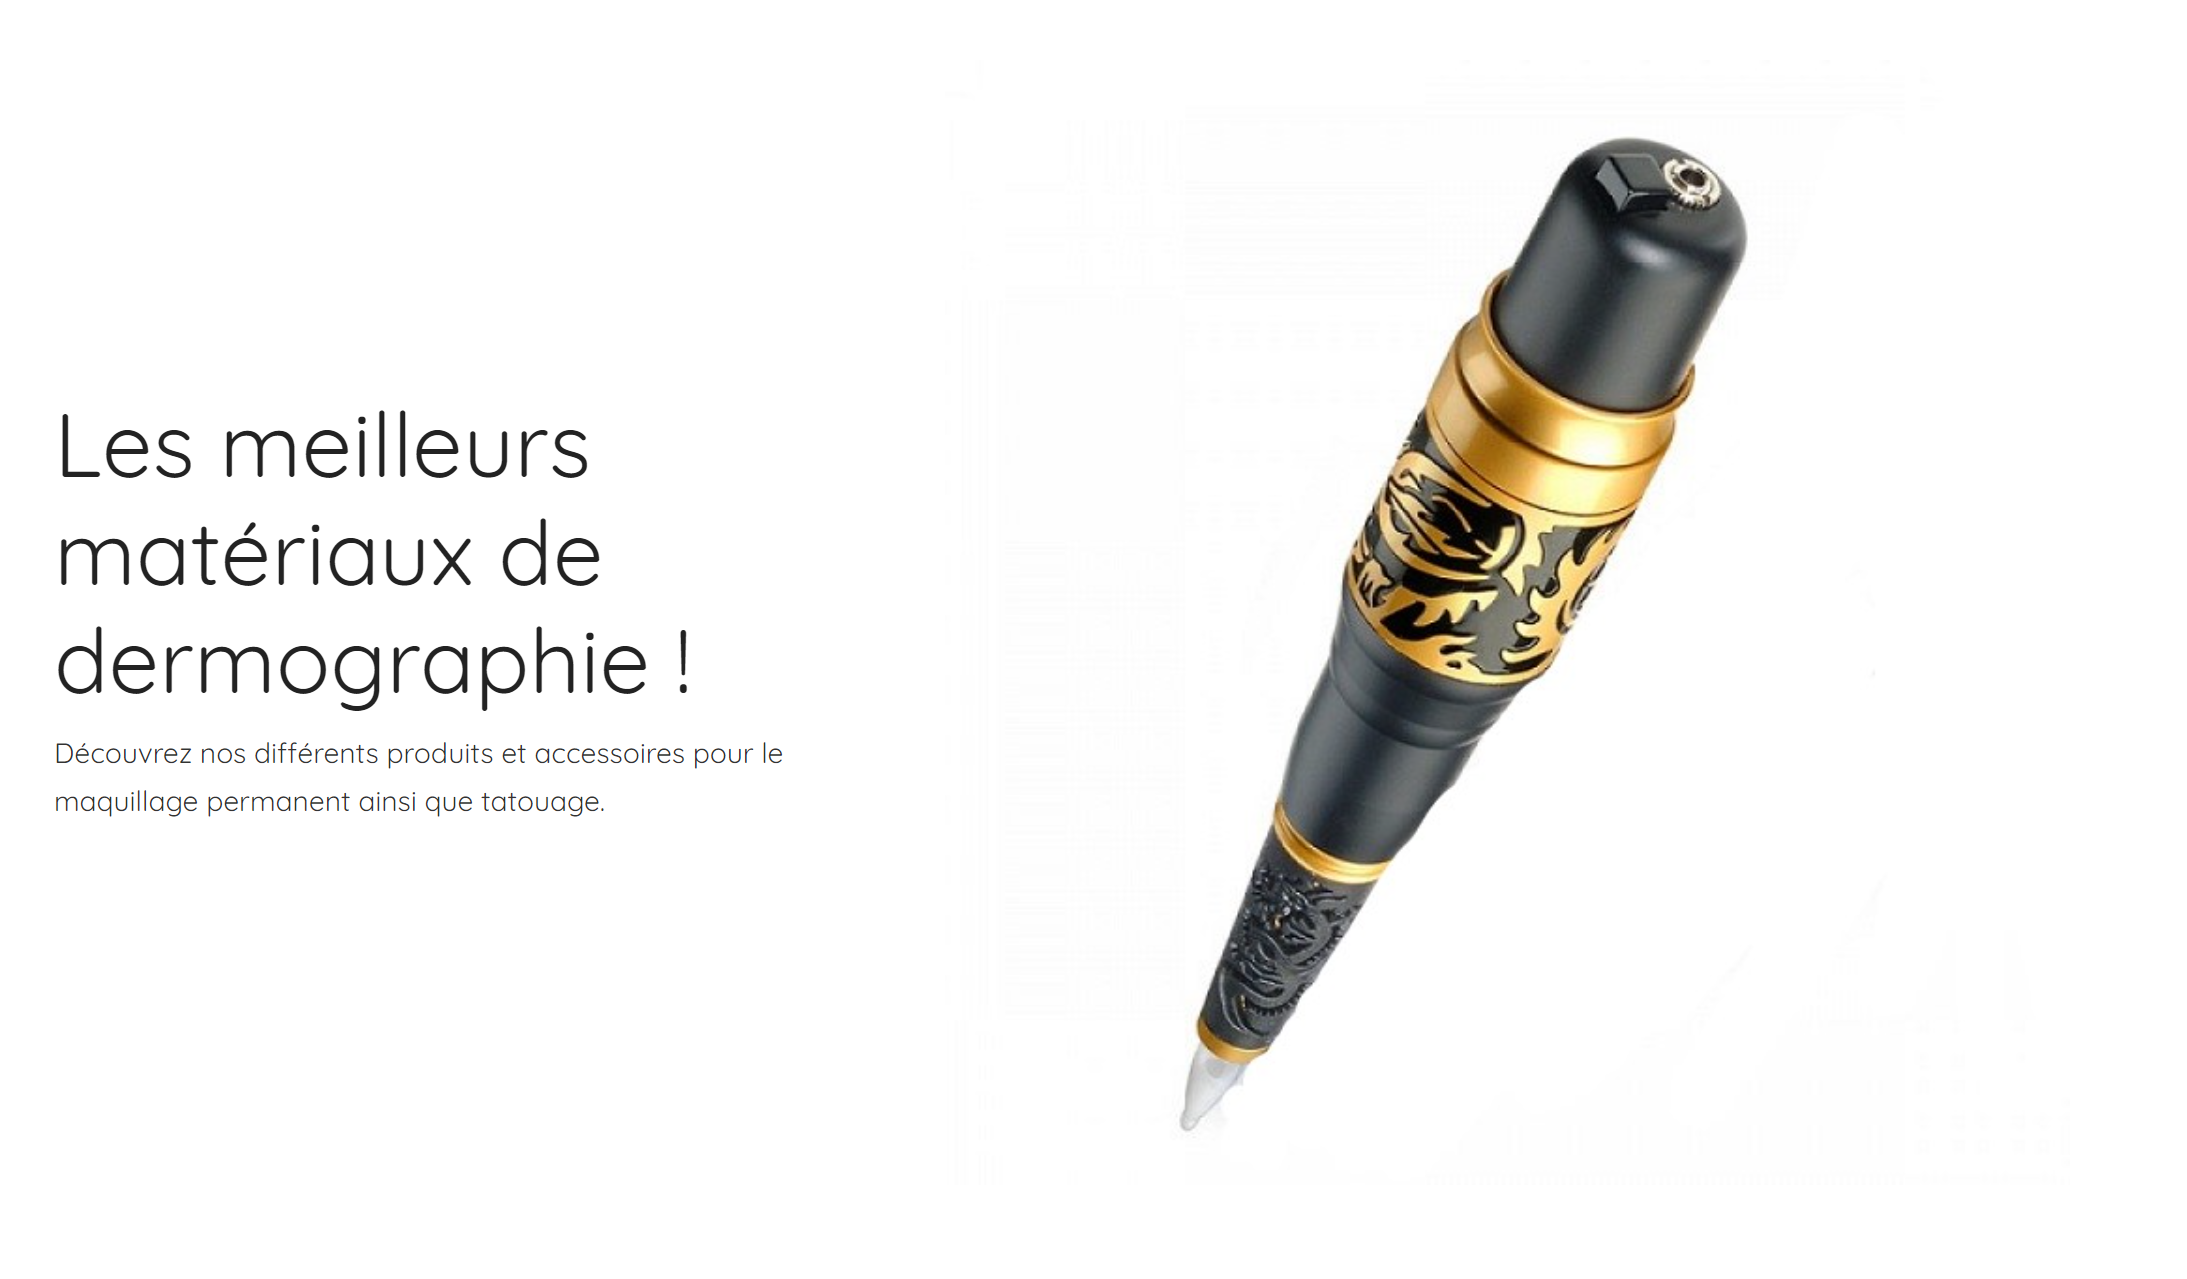 Les meilleurs
matériaux de
dermographie !
Découvrez nos différents produits et accessoires pour le
maquillage permanent ainsi que tatouage.